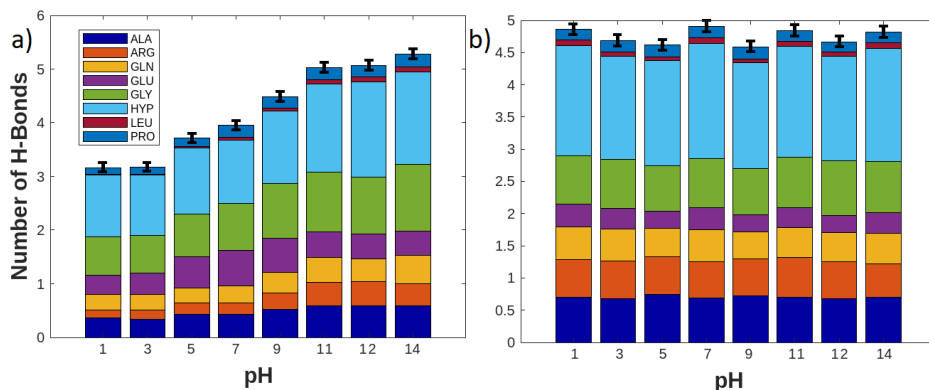 a)
Number of H-Bonds
6
5
4
3
2
1
0
ALA
ARG
GLN
GLU
GLY
HYP
LEU
PRO
1 3 5 7 9 11 12 14
pH
b)
5
4.5
4
3.5
3
2.5
2
1.5
1
0.5
0
1 3 5 7 9 11 12 14
pH